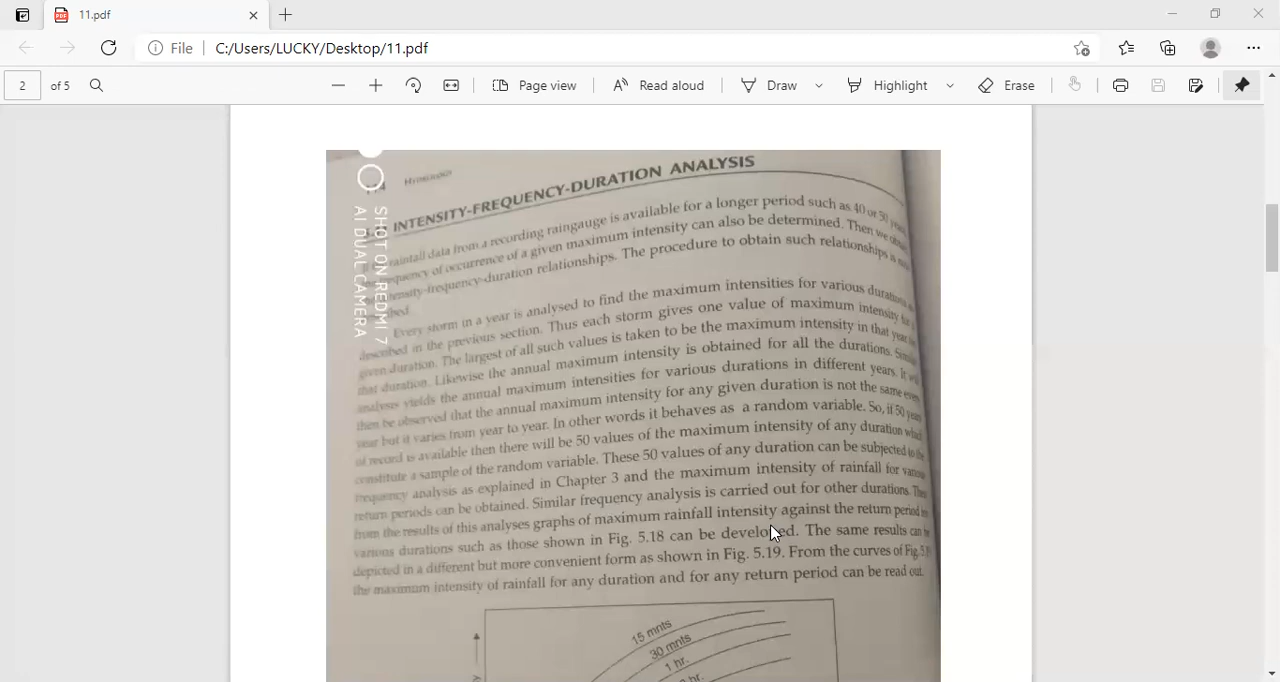 11.pdf
File
C:/Users/LUCKY/Desktop/11.pdf
2 of 5
Page view
Read aloud
Draw
Highlight
Erase
SHOT ON REDMI 7
AI DUAL CAMERA
HYDROLOGY
INTENSITY-FREQUENCY-DURATION ANALYSIS
rainfall data from a recording raingauge is available for a longer period such as 40 or 50 years
frequency of occurrence of a given maximum intensity can also be determined. Then we
intensity-frequency-duration relationships. The procedure to obtain such relationships is
Every storm in a year is analysed to find the maximum intensities for various durations
described in the previous section. Thus each storm gives one value of maximum intensity for
given duration. The largest of all such values is taken to be the maximum intensity in that year
that duration. Likewise the annual maximum intensity is obtained for all the durations.
analysis yields the annual maximum intensities for various durations in different years. It
then be observed that the annual maximum intensity for any given duration is not the same every
year but it varies from year to year. In other words it behaves as a random variable. So, if 50 years
of record is available then there will be 50 values of the maximum intensity of any duration
constitute a sample of the random variable. These 50 values of any duration can be subjected to
frequency analysis as explained in Chapter 3 and the maximum intensity of rainfall for
return periods can be obtained. Similar frequency analysis is carried out for other durations.
from the results of this analyses graphs of maximum rainfall intensity against the return period
various durations such as those shown in Fig. 5.18 can be developed. The same results can
depicted in a different but more convenient form as shown in Fig. 5.19. From the curves of Fig.
the maximum intensity of rainfall for any duration and for any return period can be read out.
15 mnts
30 mnts
1 hr.
hr.